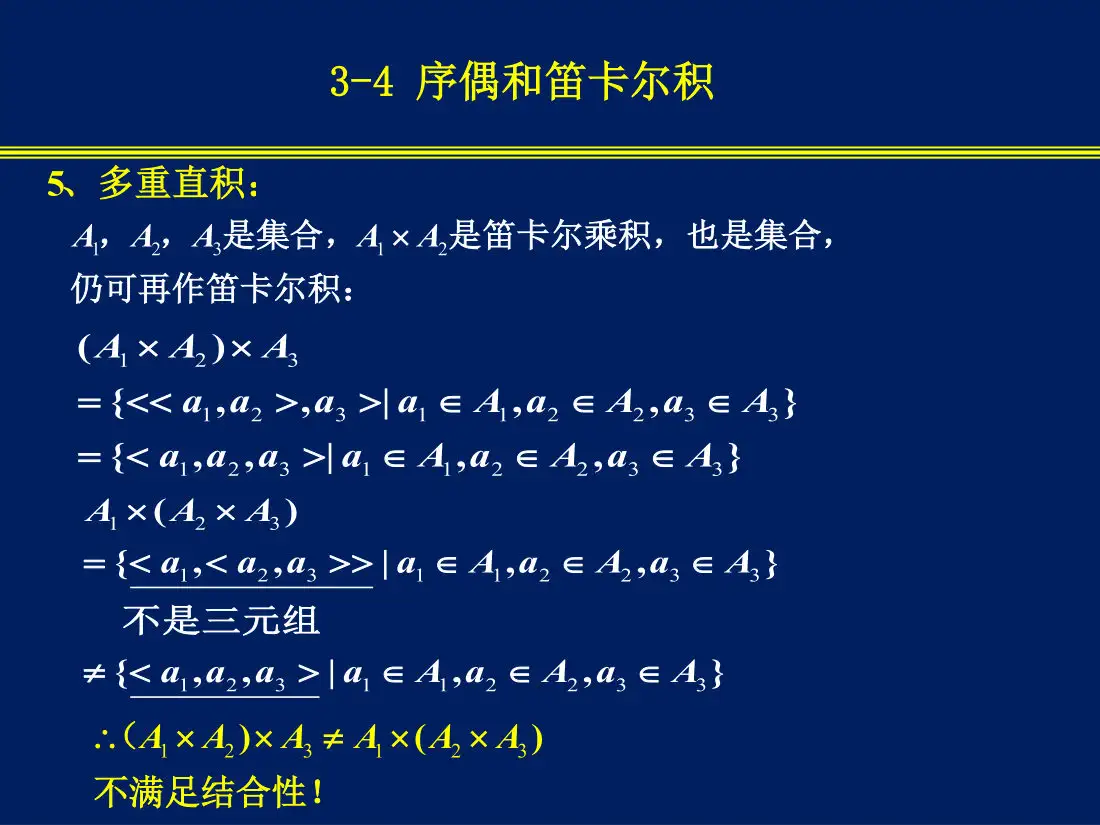 3-4 序偶和笛卡尔积
5、多重直积：
A₁，A₂，A₃是集合，A₁×A₂是笛卡尔乘积，也是集合，
仍可再作笛卡尔积：
(A₁×A₂)×A₃
={<<a₁,a₂>,a₃>|a₁∈A₁,a₂∈A₂,a₃∈A₃}
={<a₁,a₂,a₃>|a₁∈A₁,a₂∈A₂,a₃∈A₃}
A₁×(A₂×A₃)
={<a₁,<a₂,a₃>>|a₁∈A₁,a₂∈A₂,a₃∈A₃}
不是三元组
≠{<a₁,a₂,a₃>|a₁∈A₁,a₂∈A₂,a₃∈A₃}
∴（A₁×A₂)×A₃≠A₁×(A₂×A₃)
不满足结合性！